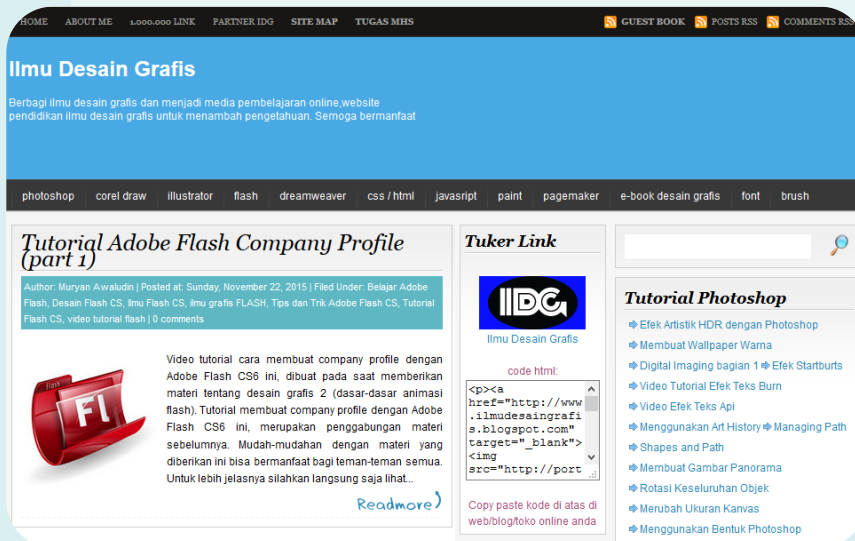 HOME ABOUT ME 1.000.000 LINK PARTNER IDG SITE MAP TUGAS MHS GUEST BOOK POSTS RSS COMMENTS RSS
Ilmu Desain Grafis
Berbagi ilmu desain grafis dan menjadi media pembelajaran online,website
pendidikan ilmu desain grafis untuk menambah pengetahuan. Semoga bermanfaat
photoshop corel draw illustrator flash dreamweaver css / html javasript paint pagemaker e-book desain grafis font brush
Tutorial Adobe Flash Company Profile
(part 1)
Author: Muryan Awaludin | Posted at: Sunday, November 22, 2015 | Filed Under: Belajar Adobe
Flash, Desain Flash CS, Ilmu Flash CS, ilmu grafis FLASH, Tips dan Trik Adobe Flash CS, Tutorial
Flash CS, video tutorial flash | 0 comments
FL
Video tutorial cara membuat company profile dengan
Adobe Flash CS6 ini, dibuat pada saat memberikan
materi tentang desain grafis 2 (dasar-dasar animasi
flash). Tutorial membuat company profile dengan Adobe
Flash CS6 ini, merupakan penggabungan materi
sebelumnya. Mudah-mudahan dengan materi yang
diberikan ini bisa bermanfaat bagi teman-teman semua.
Untuk lebih jelasnya silahkan langsung saja lihat...
Readmore
Tuker Link
IDG
Ilmu Desain Grafis
code html:
<p><a
href="http://www
.ilmudesaingrafi
s.blogspot.com"
target="_blank">
<img
src="http://port
Copy paste kode di atas di
web/blog/toko online anda
Tutorial Photoshop
Efek Artistik HDR dengan Photoshop
Membuat Wallpaper Warna
Digital Imaging bagian 1 Efek Startburts
Video Tutorial Efek Teks Burn
Video Efek Teks Api
Menggunakan Art History Managing Path
Shapes and Path
Membuat Gambar Panorama
Rotasi Keseluruhan Objek
Merubah Ukuran Kanvas
Menggunakan Bentuk Photoshop